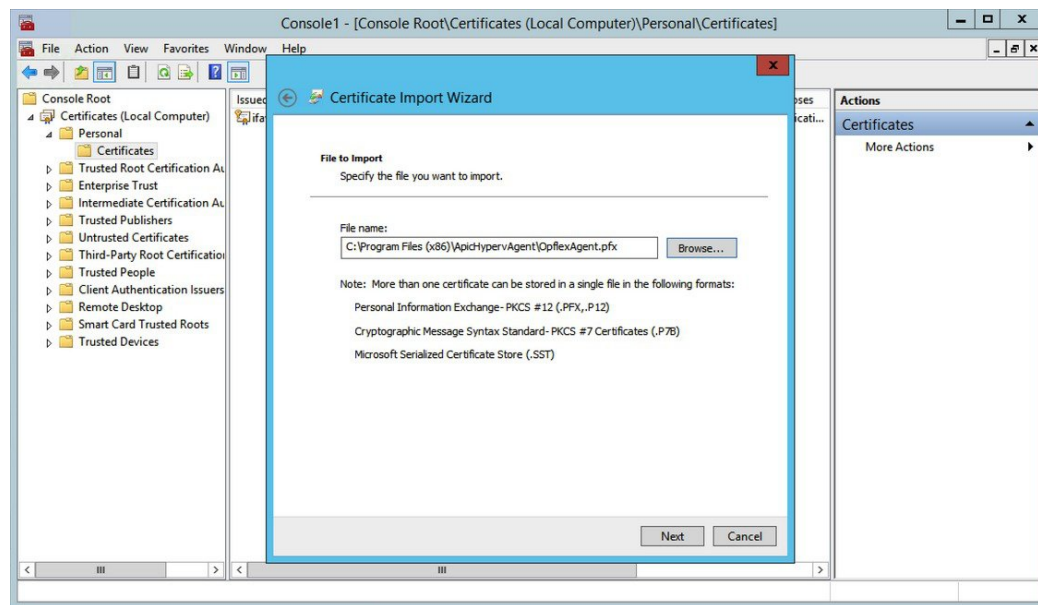 Console1 - [Console Root\Certificates (Local Computer)\Personal\Certificates]
File Action View Favorites Window Help
Console Root
Certificates (Local Computer)
Personal
Certificates
Trusted Root Certification Au
Enterprise Trust
Intermediate Certification Au
Trusted Publishers
Untrusted Certificates
Third-Party Root Certification
Trusted People
Client Authentication Issuers
Remote Desktop
Smart Card Trusted Roots
Trusted Devices
Issued
ifa
Certificate Import Wizard
File to Import
Specify the file you want to import.
File name:
C:\Program Files (x86)\ApicHypervAgent\OpflexAgent.pfx Browse...
Note: More than one certificate can be stored in a single file in the following formats:
Personal Information Exchange- PKCS #12 (.PFX,.P12)
Cryptographic Message Syntax Standard- PKCS #7 Certificates (.P7B)
Microsoft Serialized Certificate Store (.SST)
Next Cancel
oses
icati...
Actions
Certificates
More Actions